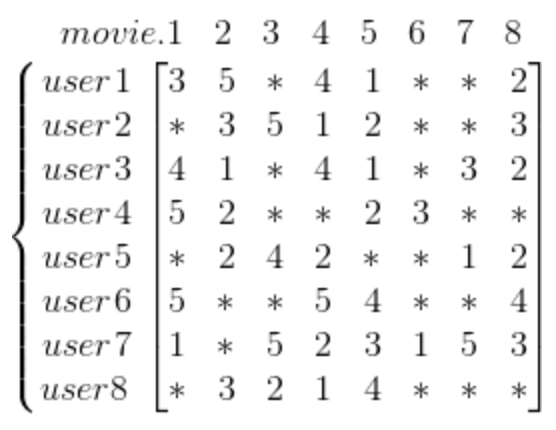 movie.1 2 3 4 5 6 7 8
user1 3 5 * 4 1 * * 2
user2 * 3 5 1 2 * * 3
user3 4 1 * 4 1 * 3 2
user4 5 2 * * 2 3 * *
user5 * 2 4 2 * * 1 2
user6 5 * * 5 4 * * 4
user7 1 * 5 2 3 1 5 3
user8 * 3 2 1 4 * * *